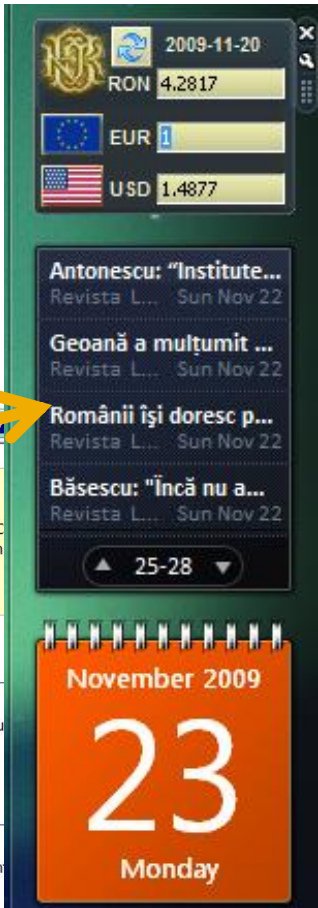 2009-11-20
RON 4.2817
EUR 1
USD 1.4877
Antonescu: “Institute...
Revista L... Sun Nov 22
Geoană a mulțumit ...
Revista L... Sun Nov 22
Românii îşi doresc p...
Revista L... Sun Nov 22
Băsescu: "Încă nu a...
Revista L... Sun Nov 22
25-28
November 2009
23
Monday